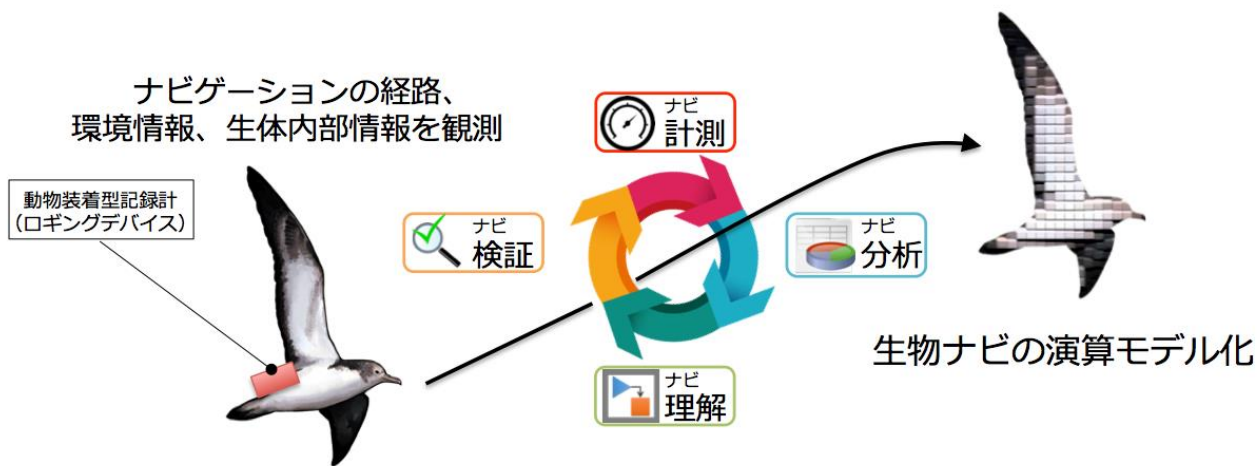 ナビゲーションの経路、
環境情報、生体内部情報を観測
動物装着型記録計
（ロギングデバイス）
ナビ
計測
ナビ
検証
ナビ
分析
ナビ
理解
生物ナビの演算モデル化